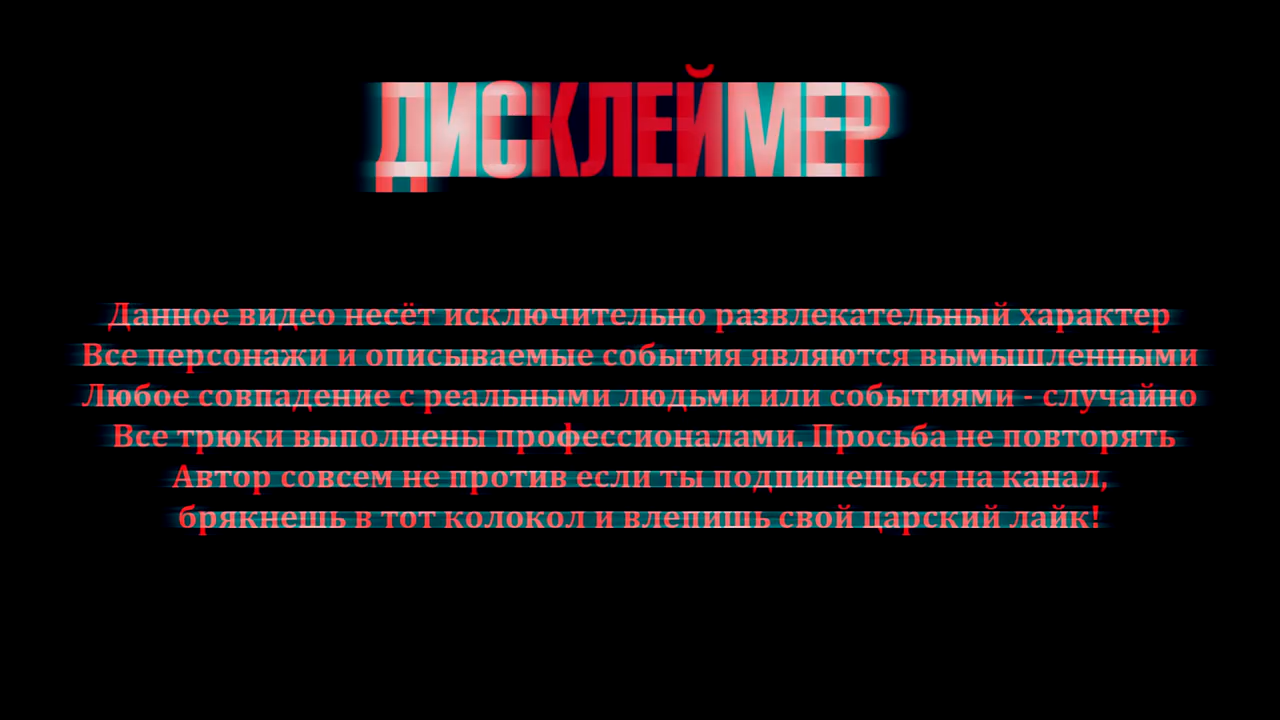 ДИСКЛЕЙМЕР
Данное видео несёт исключительно развлекательный характер
Все персонажи и описываемые события являются вымышленными
Любое совпадение с реальными людьми или событиями - случайно
Все трюки выполнены профессионалами. Просьба не повторять
Автор совсем не против если ты подпишешься на канал,
брякнешь в тот колокол и влепишь свой царский лайк!